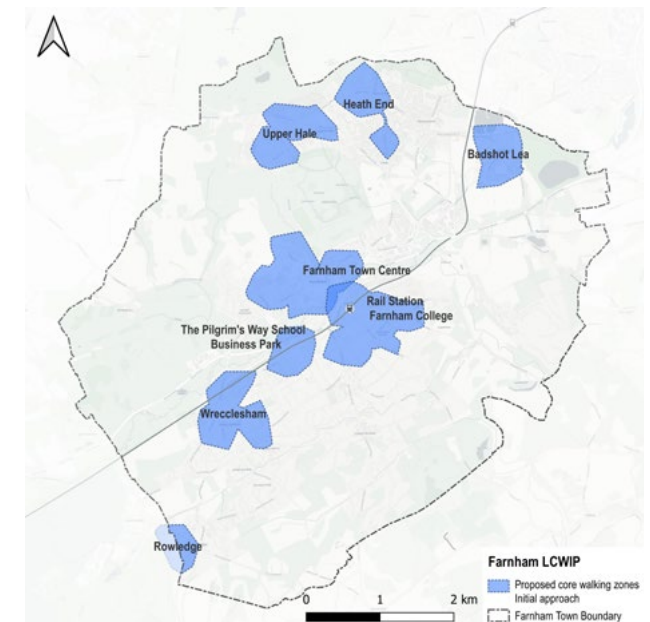 Heath End
Upper Hale
Badshot Lea
Farnham Town Centre
Rail Station
Farnham College
The Pilgrim's Way School
Business Park
Wrecclesham
Rowledge
Farnham LCWIP
Proposed core walking zones
Initial approach
Farnham Town Boundary
0 1 2 km